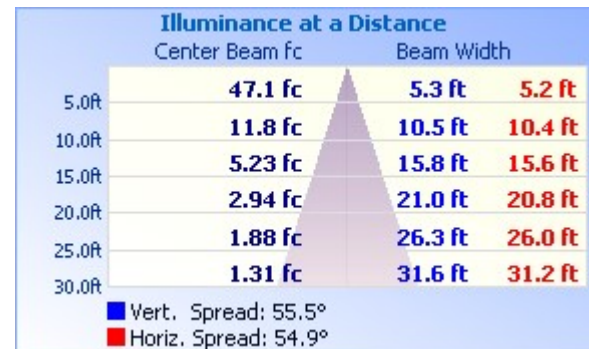 Illuminance at a Distance
Center Beam fc Beam Width
5.0ft 47.1 fc 5.3 ft 5.2 ft
10.0ft 11.8 fc 10.5 ft 10.4 ft
15.0ft 5.23 fc 15.8 ft 15.6 ft
20.0ft 2.94 fc 21.0 ft 20.8 ft
25.0ft 1.88 fc 26.3 ft 26.0 ft
30.0ft 1.31 fc 31.6 ft 31.2 ft
Vert. Spread: 55.5°
Horiz. Spread: 54.9°